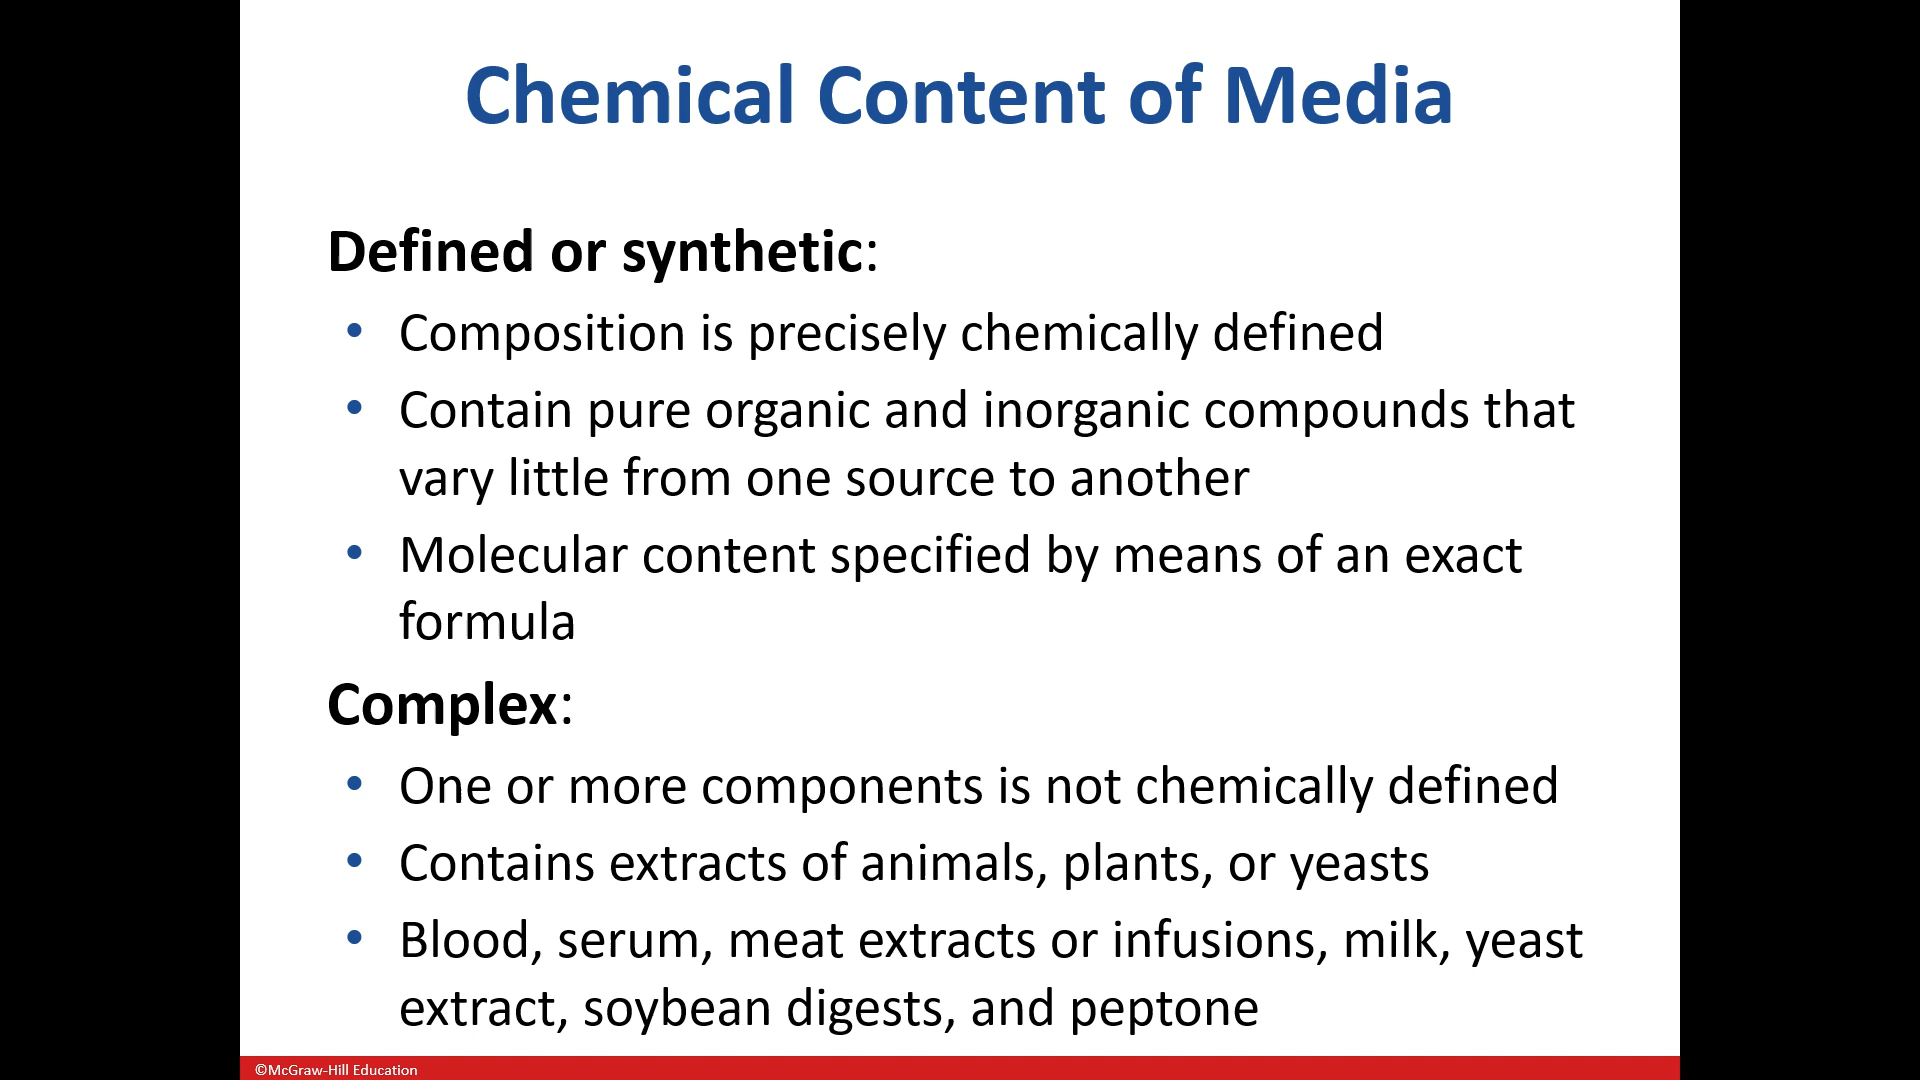 Chemical Content of Media
Defined or synthetic:
• Composition is precisely chemically defined
• Contain pure organic and inorganic compounds that
vary little from one source to another
• Molecular content specified by means of an exact
formula
Complex:
• One or more components is not chemically defined
• Contains extracts of animals, plants, or yeasts
• Blood, serum, meat extracts or infusions, milk, yeast
extract, soybean digests, and peptone
©McGraw-Hill Education